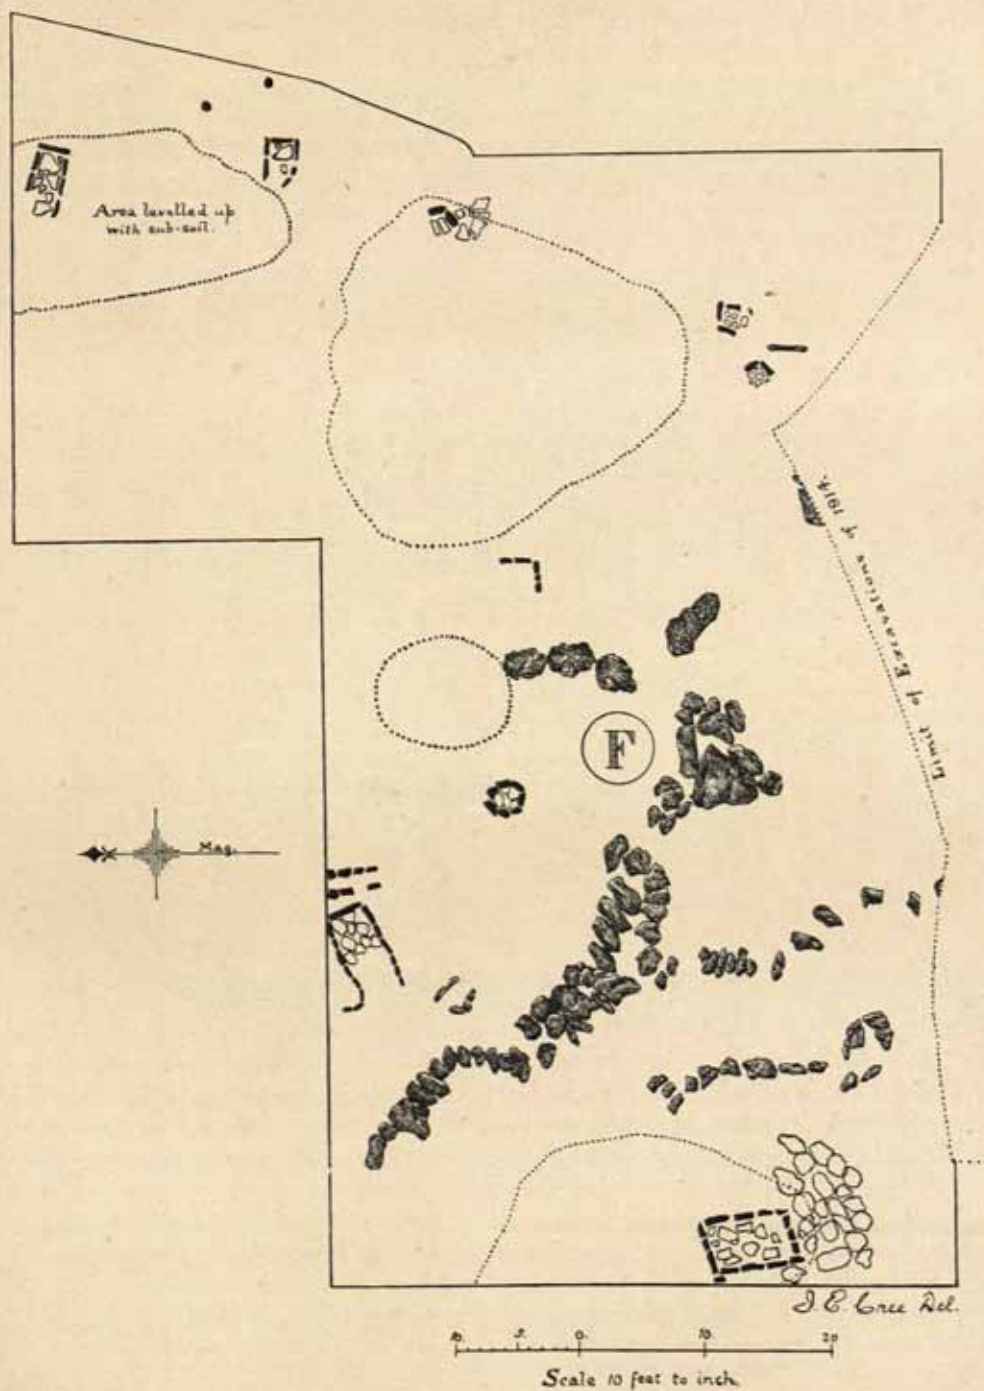 Area levelled up
with sub-soil.
Limit of Excavations of 1914.
F
Mag.
J. E. Cree Del.
10. 5. 0. 10. 20
Scale 10 feet to inch.